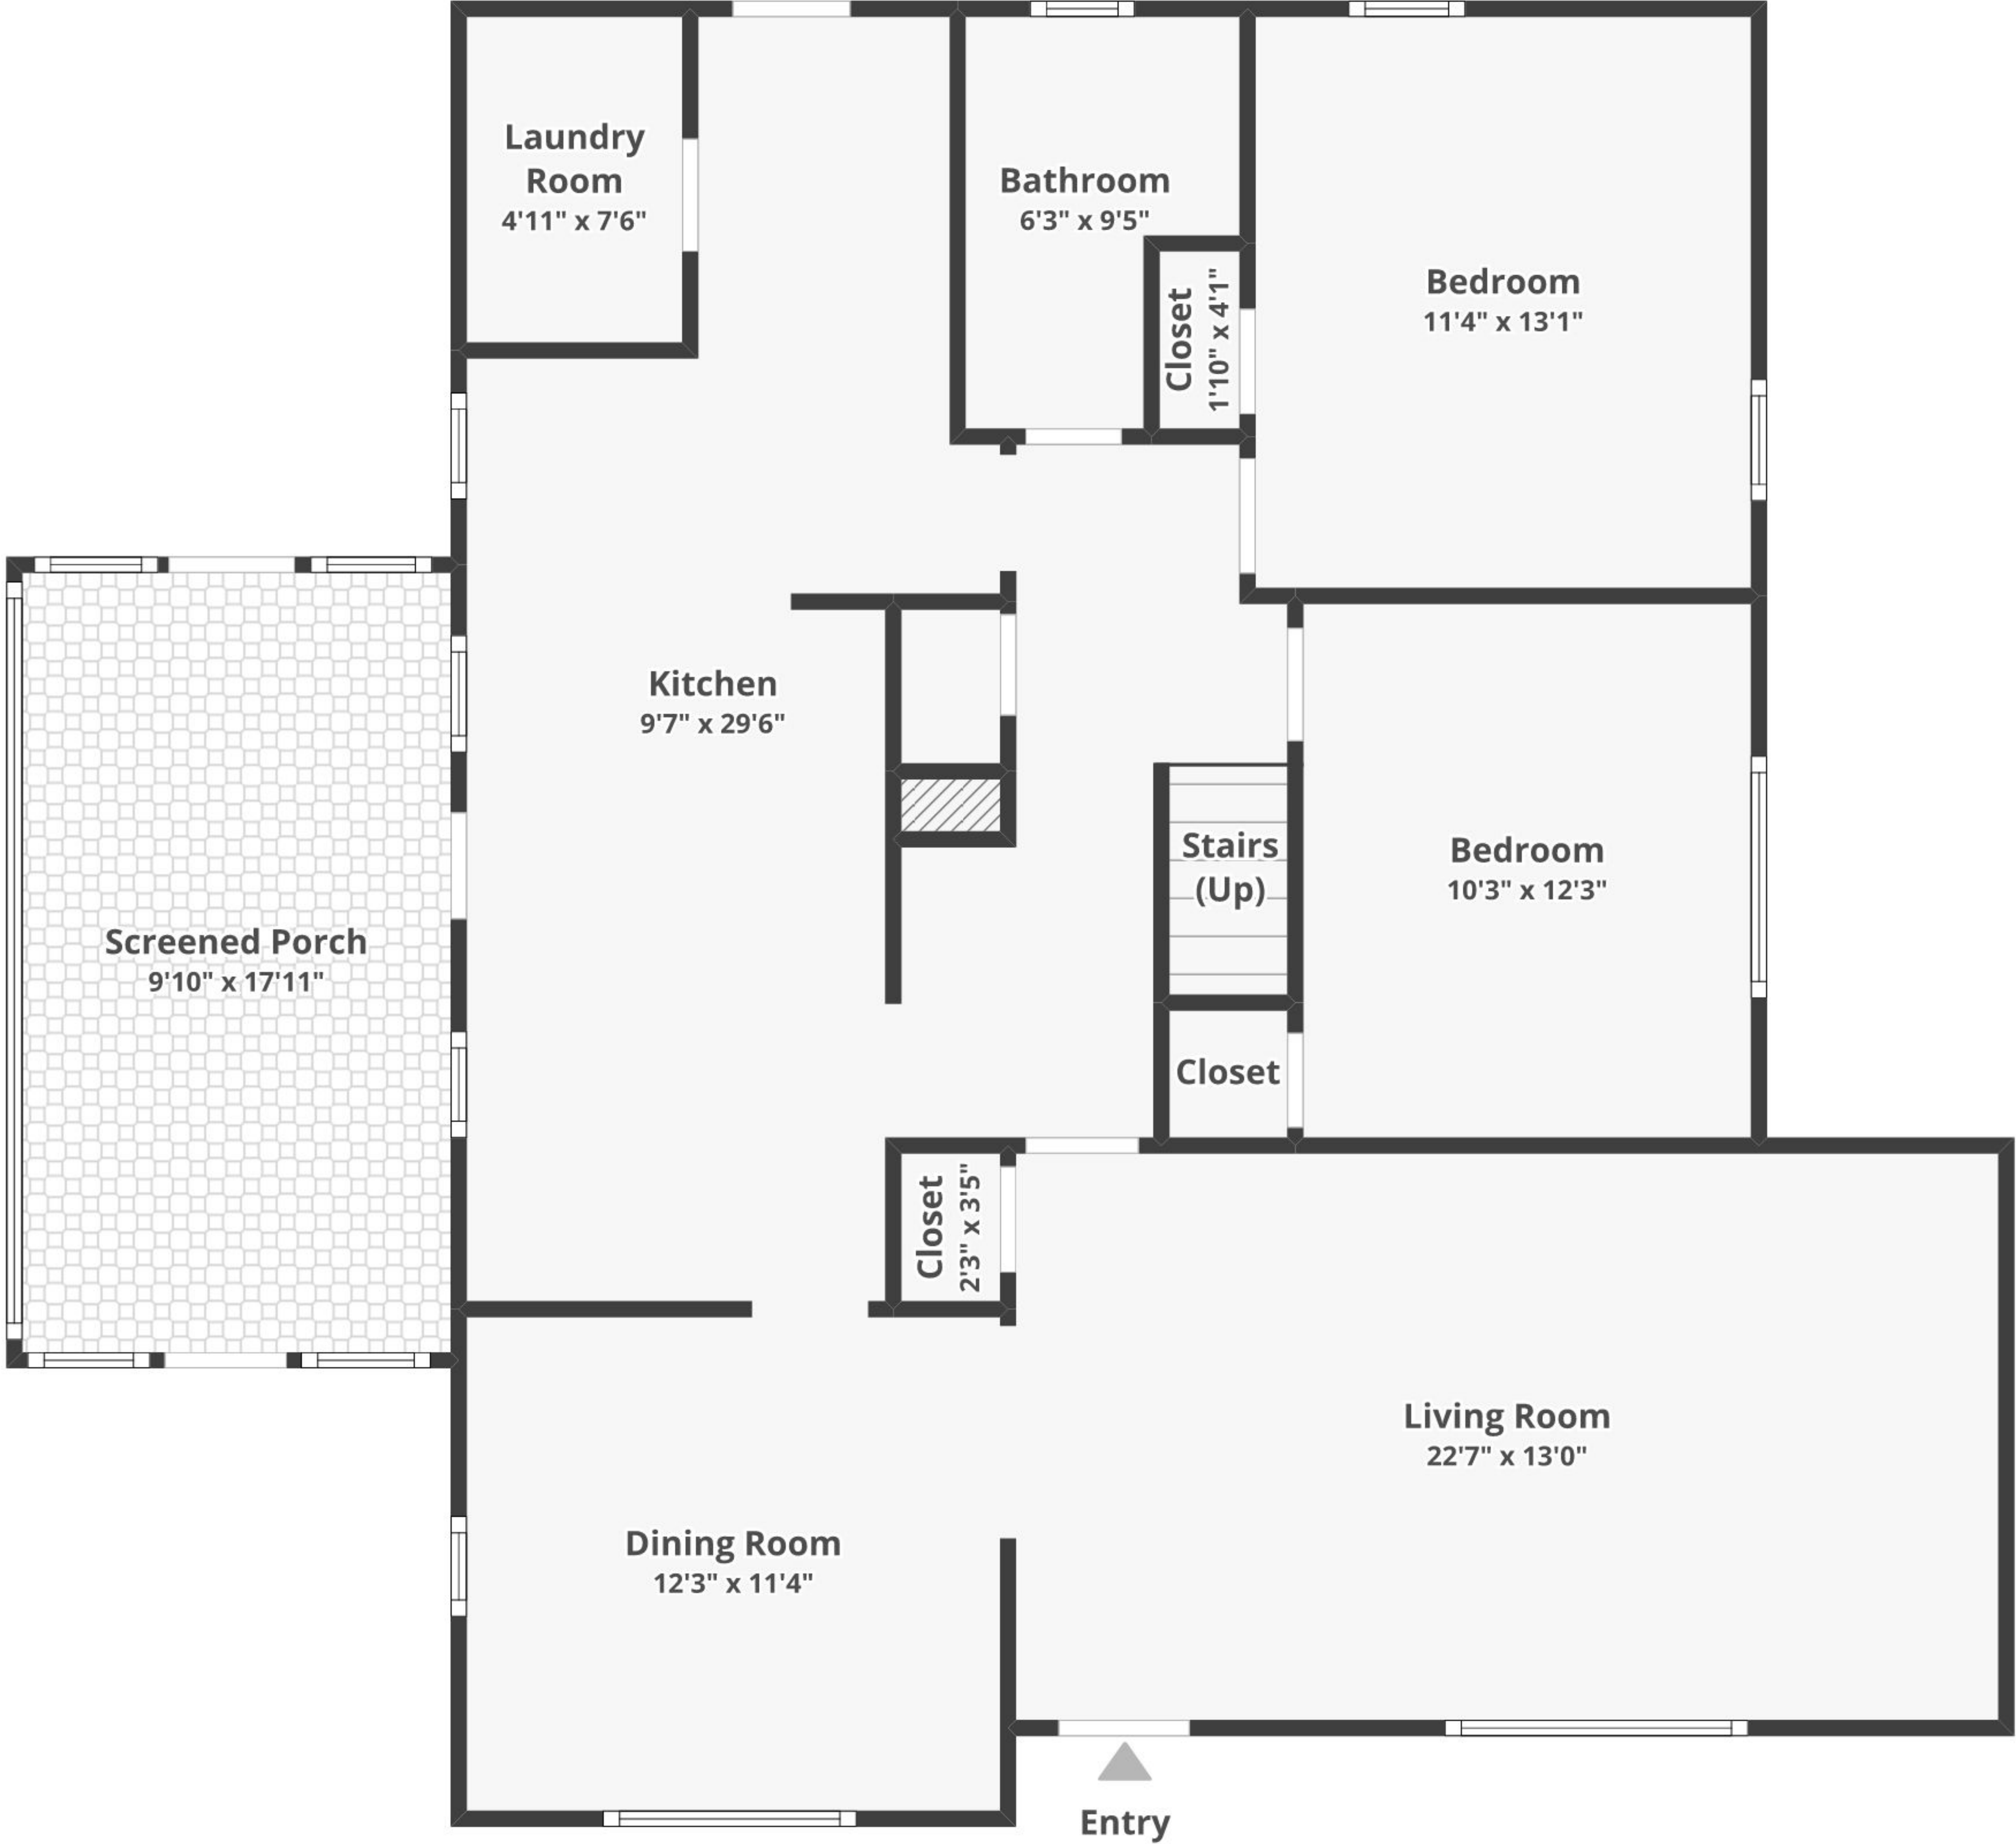 Laundry
Room
4'11" x 7'6"
Bathroom
6'3" x 9'5"
Closet
1'10" x 4'1"
Bedroom
11'4" x 13'1"
Kitchen
9'7" x 29'6"
Stairs
(Up)
Bedroom
10'3" x 12'3"
Screened Porch
9'10" x 17'11"
Closet
Closet
2'3" x 3'5"
Living Room
22'7" x 13'0"
Dining Room
12'3" x 11'4"
Entry